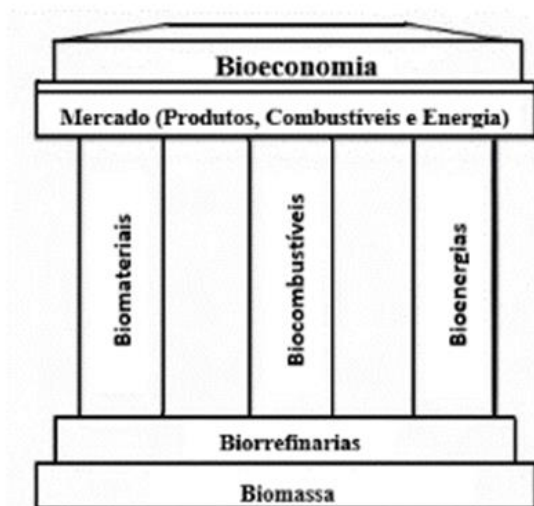 Bioeconomia
Mercado (Produtos, Combustíveis e Energia)
Biomateriais
Biocombustíveis
Bioenergias
Biorrefinarias
Biomassa